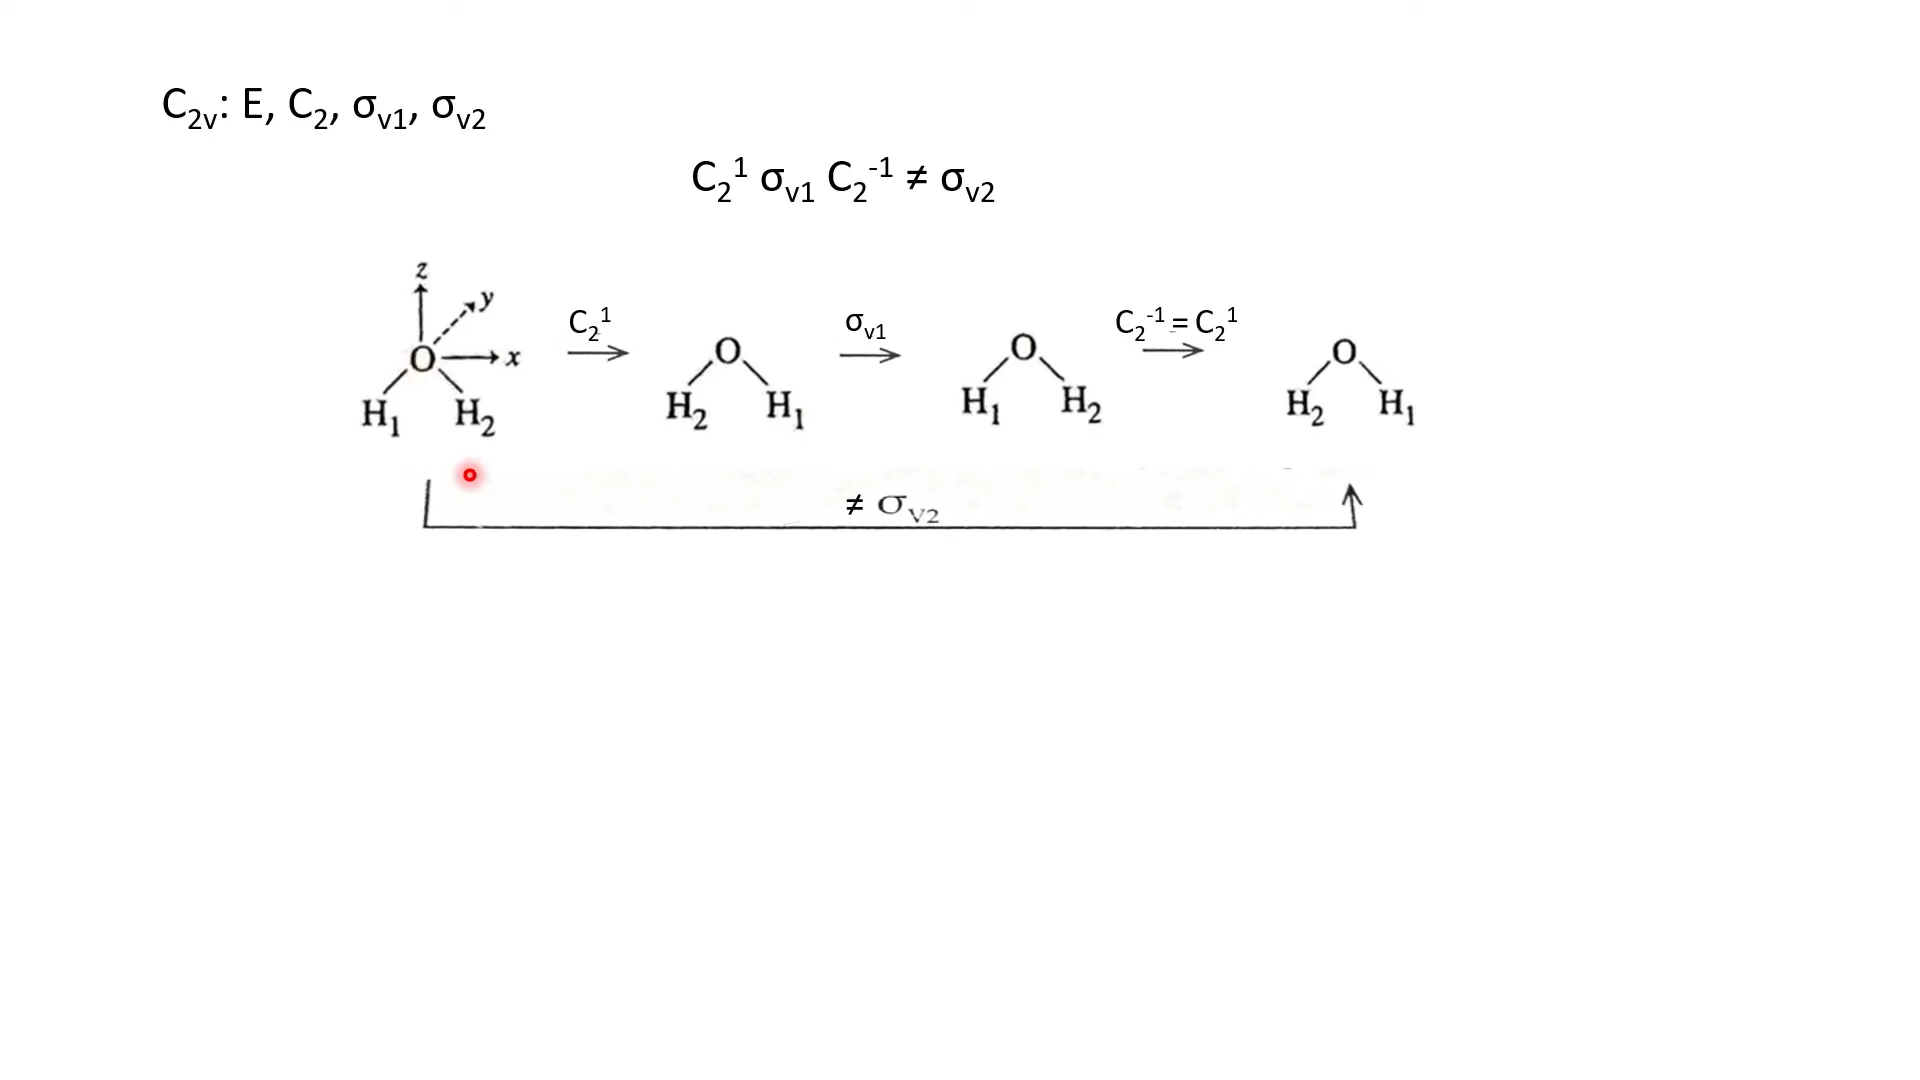 C₂ᵥ: E, C₂, σᵥ₁, σᵥ₂
C₂¹ σᵥ₁ C₂⁻¹ ≠ σᵥ₂
z
y
x
O
H₁ H₂
C₂¹
O
H₂ H₁
σᵥ₁
O
H₁ H₂
C₂⁻¹ = C₂¹
O
H₂ H₁
≠ σᵥ₂